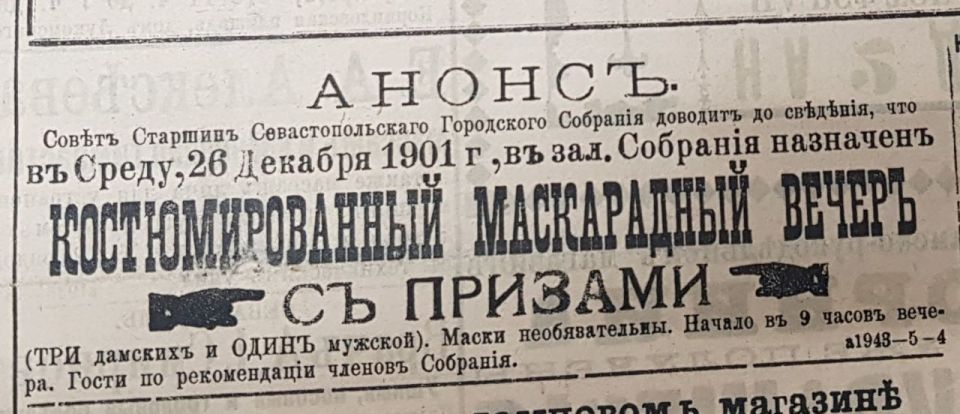 АНОНСЪ.
Совѣтъ Старшинъ Севастопольскаго Городского Собранія доводитъ до свѣдѣнія, что
въ Среду, 26 Декабря 1901 г, въ зал. Собранія назначенъ
КОСТЮМИРОВАННЫЙ МАСКАРАДНЫЙ ВЕЧЕРЪ
СЪ ПРИЗАМИ
(ТРИ дамскихъ и ОДИНЪ мужской). Маски необявательны. Начало въ 9 часовъ вече-
ра. Гости по рекомендаціи членовъ Собранія. а1943—5—4
магазинѣ